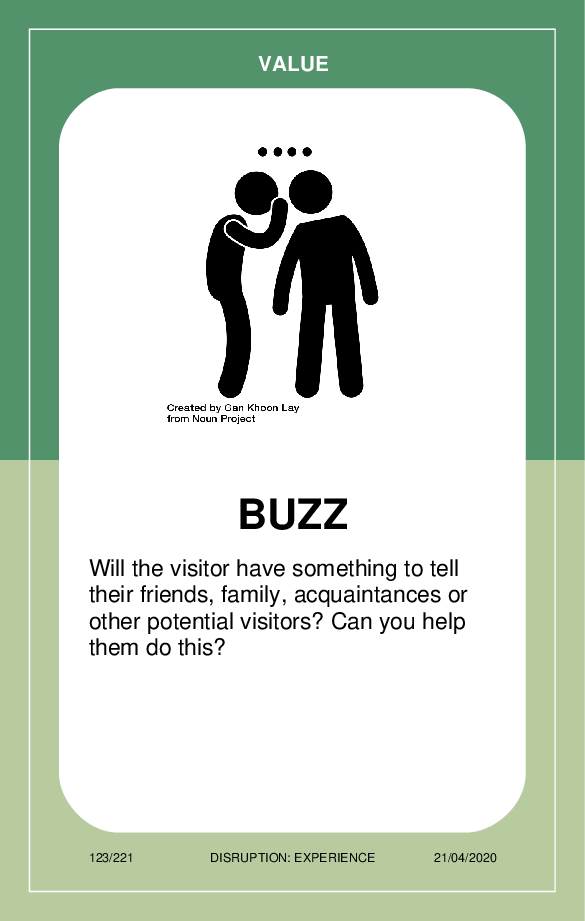 VALUE
Created by Gan Khoon Lay
from Noun Project
BUZZ
Will the visitor have something to tell
their friends, family, acquaintances or
other potential visitors? Can you help
them do this?
123/221 DISRUPTION: EXPERIENCE 21/04/2020